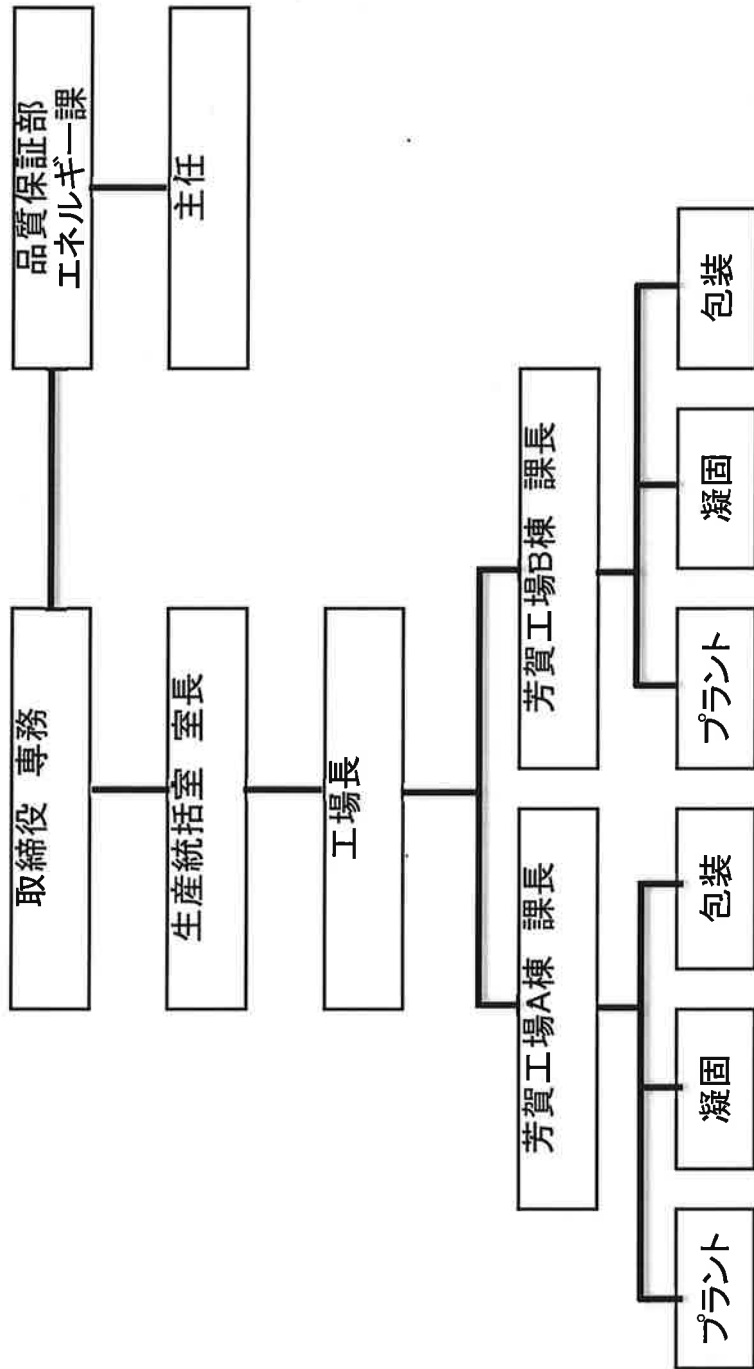 取締役 専務
品質保証部
エネルギー課
生産統括室 室長
主任
工場長
芳賀工場A棟 課長
芳賀工場B棟 課長
プラント
凝固
包装
プラント
凝固
包装